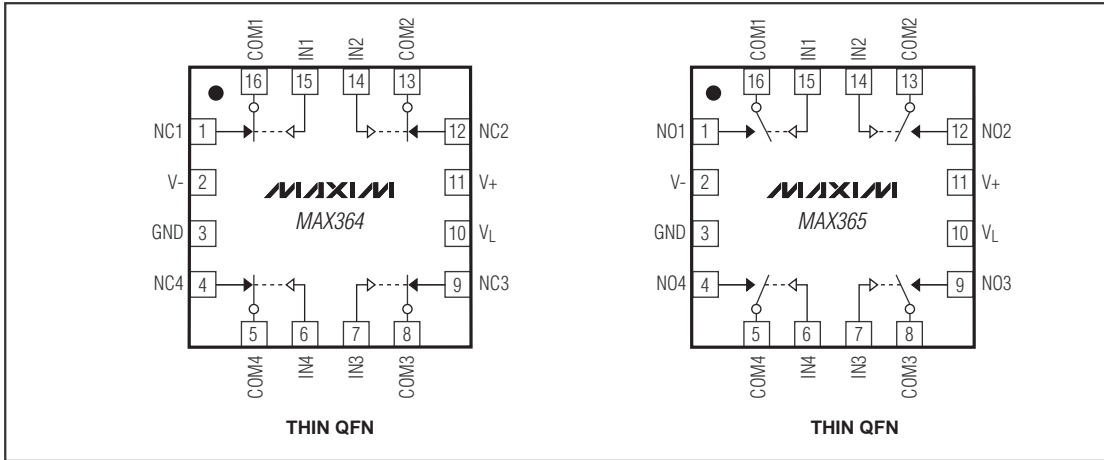 COM1 IN1 IN2 COM2
16 15 14 13
NC1 1 12 NC2
V- 2 11 V+
MAXIM
MAX364
GND 3 10 VL
NC4 4 9 NC3
5 6 7 8
COM4 IN4 IN3 COM3
THIN QFN
COM1 IN1 IN2 COM2
16 15 14 13
NO1 1 12 NO2
V- 2 11 V+
MAXIM
MAX365
GND 3 10 VL
NO4 4 9 NO3
5 6 7 8
COM4 IN4 IN3 COM3
THIN QFN